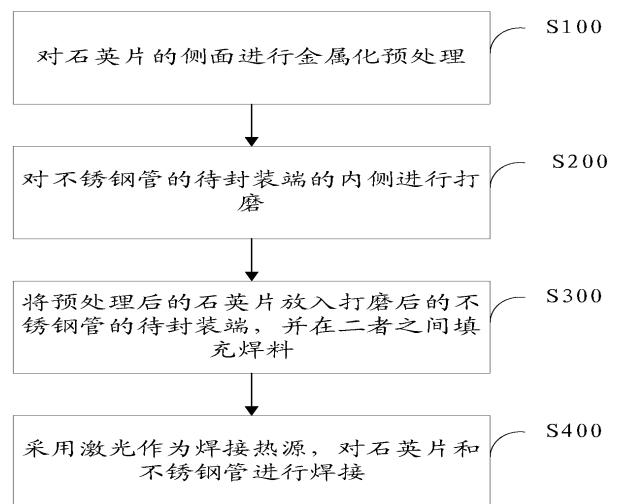 S100
对石英片的侧面进行金属化预处理
S200
对不锈钢管的待封装端的内侧进行打
磨
S300
将预处理后的石英片放入打磨后的不
锈钢管的待封装端，并在二者之间填
充焊料
S400
采用激光作为焊接热源，对石英片和
不锈钢管进行焊接